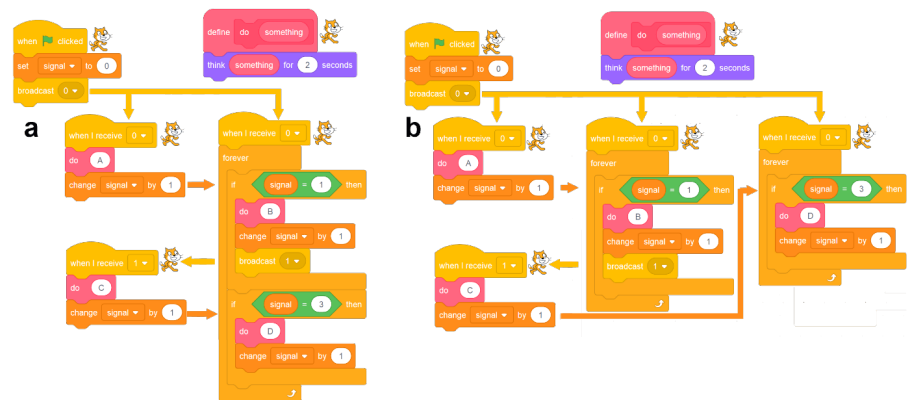 when clicked
set signal to 0
broadcast 0
define do something
think something for 2 seconds
a
when I receive 0
do A
change signal by 1
when I receive 1
do C
change signal by 1
when I receive 0
forever
if signal = 1 then
do B
change signal by 1
broadcast 1
if signal = 3 then
do D
change signal by 1
when clicked
set signal to 0
broadcast 0
define do something
think something for 2 seconds
b
when I receive 0
do A
change signal by 1
when I receive 1
do C
change signal by 1
when I receive 0
forever
if signal = 1 then
do B
change signal by 1
broadcast 1
when I receive 0
forever
if signal = 3 then
do D
change signal by 1